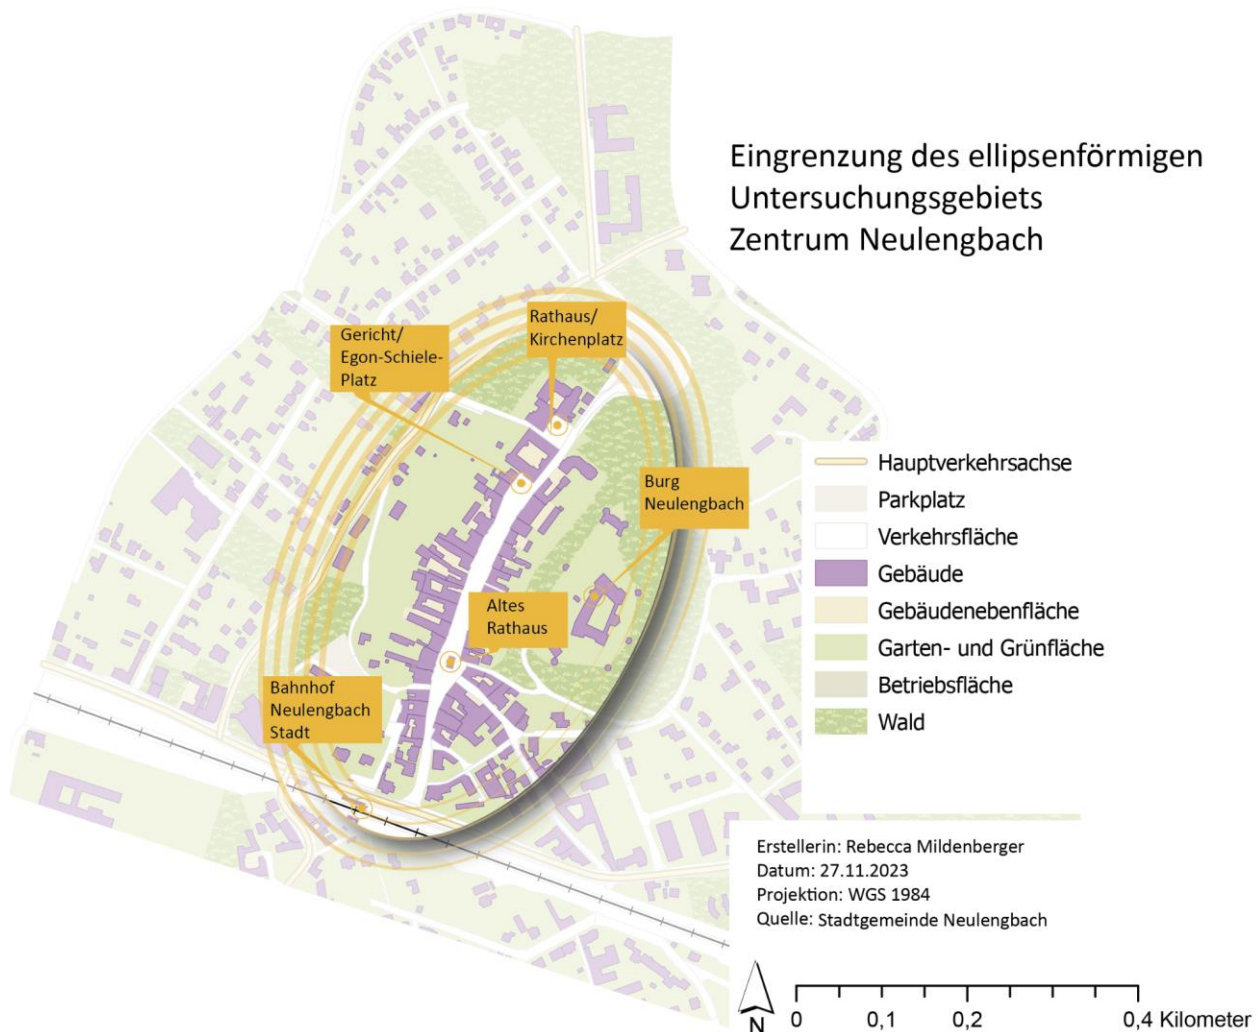 Eingrenzung des ellipsenförmigen
Untersuchungsgebiets
Zentrum Neulengbach
Rathaus/
Kirchenplatz
Gericht/
Egon-Schiele-
Platz
Burg
Neulengbach
Altes
Rathaus
Bahnhof
Neulengbach
Stadt
Hauptverkehrsachse
Parkplatz
Verkehrsfläche
Gebäude
Gebäudenebenfläche
Garten- und Grünfläche
Betriebsfläche
Wald
Erstellerin: Rebecca Mildenberger
Datum: 27.11.2023
Projektion: WGS 1984
Quelle: Stadtgemeinde Neulengbach
N
0 0,1 0,2 0,4 Kilometer